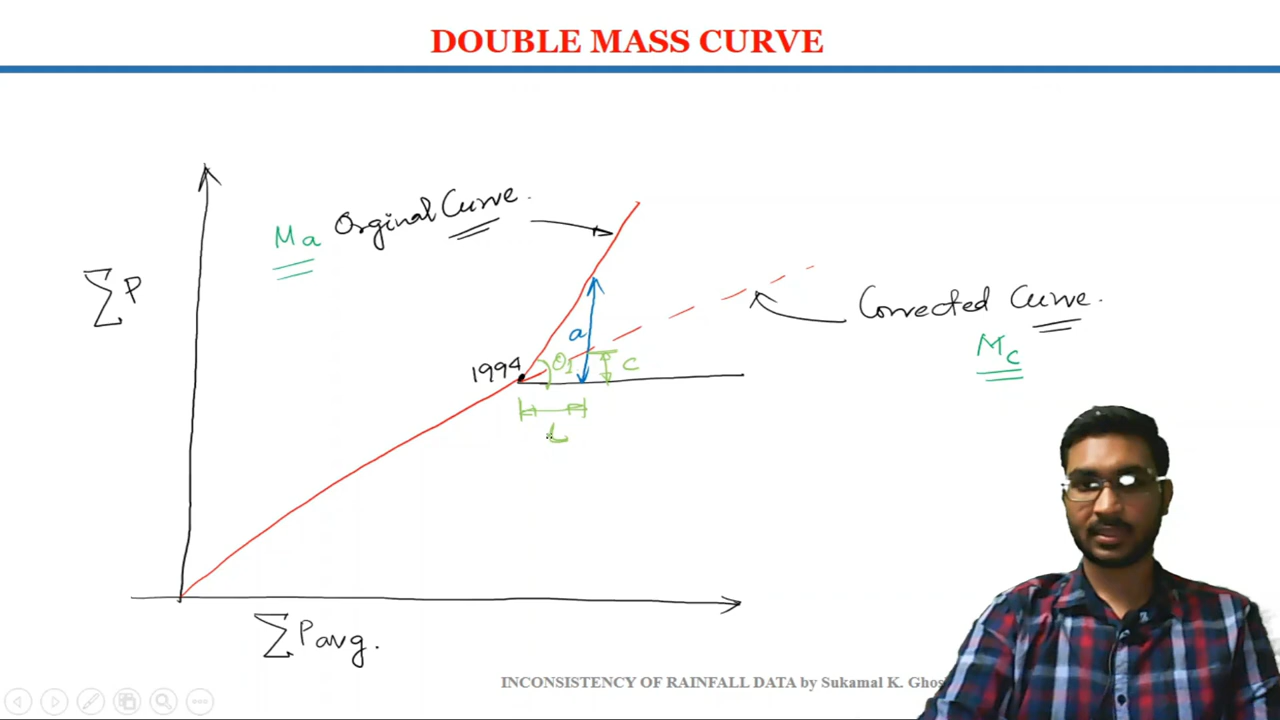 DOUBLE MASS CURVE
Ma Orginal Curve.
ΣP
Corrected Curve.
Mc
a
1994 θ1 c
L
ΣPavg.
INCONSISTENCY OF RAINFALL DATA by Sukamal K. Ghos